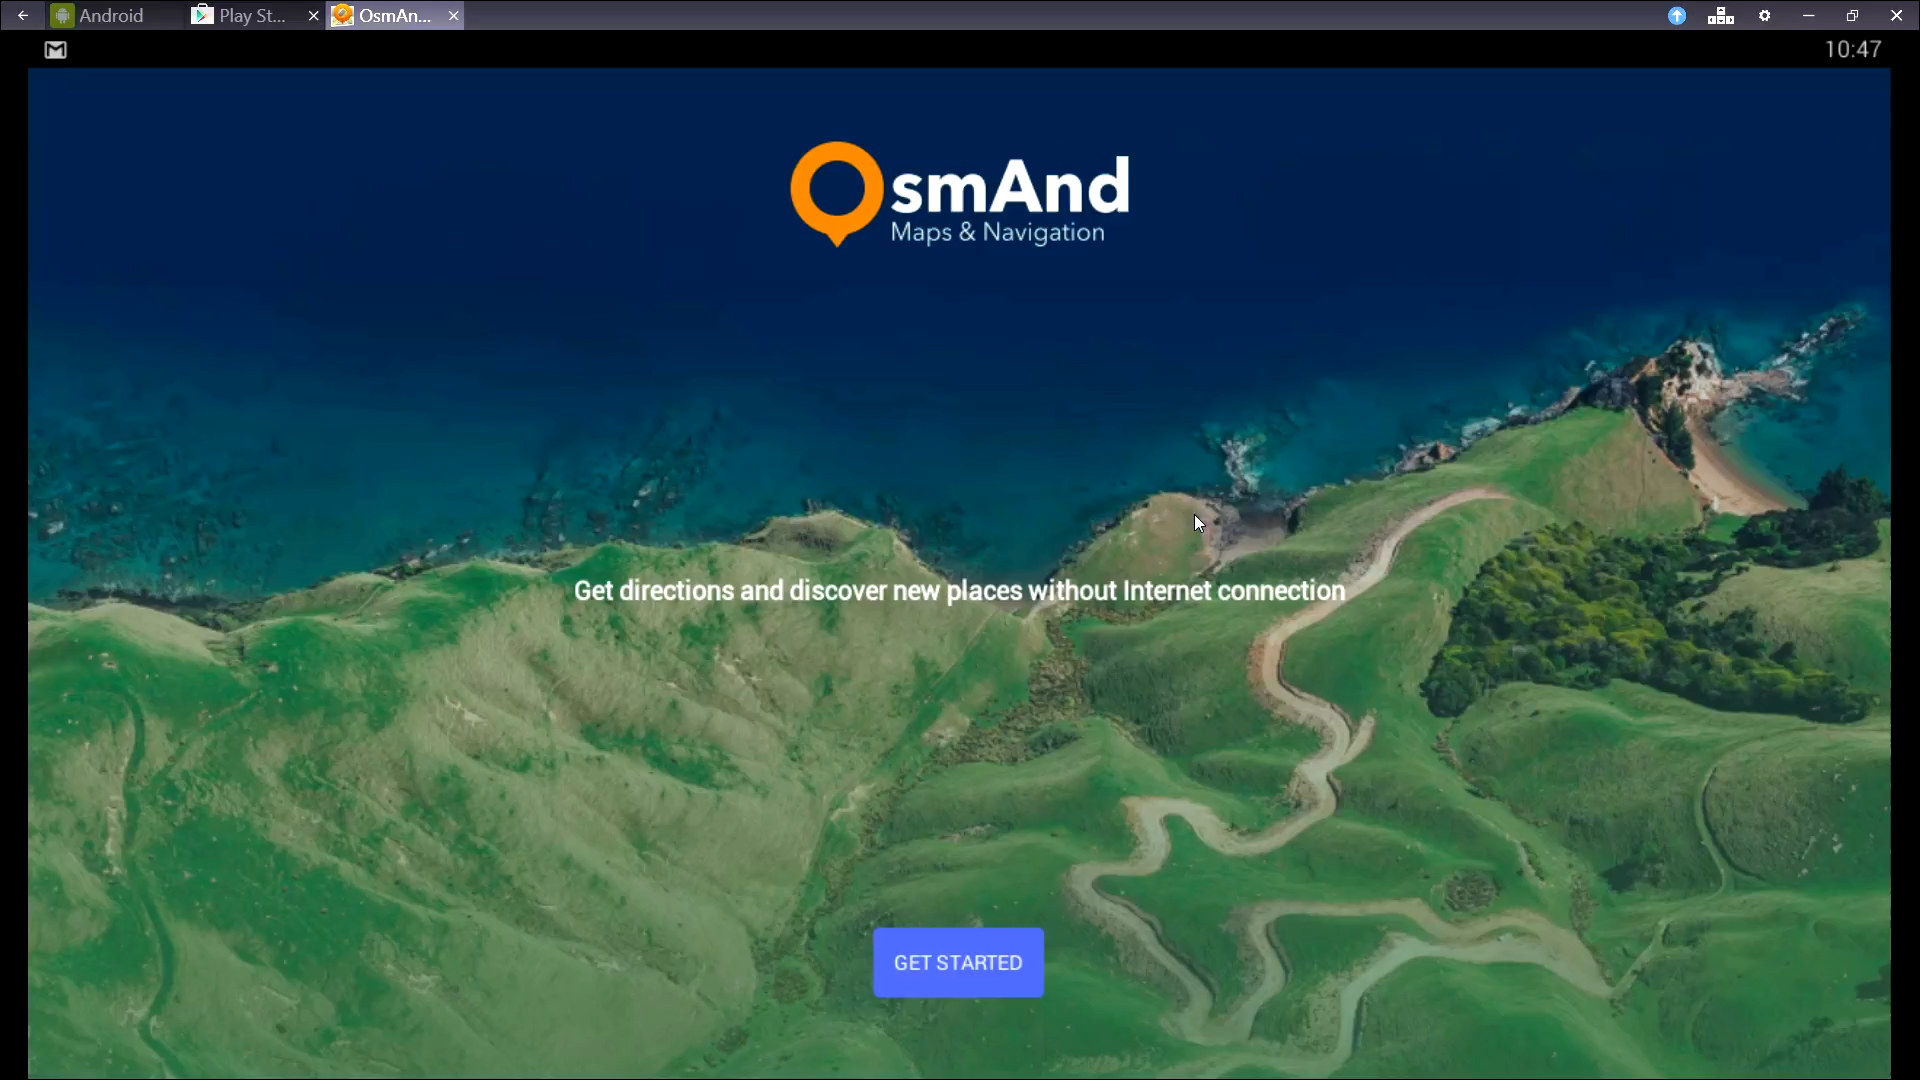 Android
Play St...
OsmAn...
10:47
OsmAnd
Maps & Navigation
Get directions and discover new places without Internet connection
GET STARTED